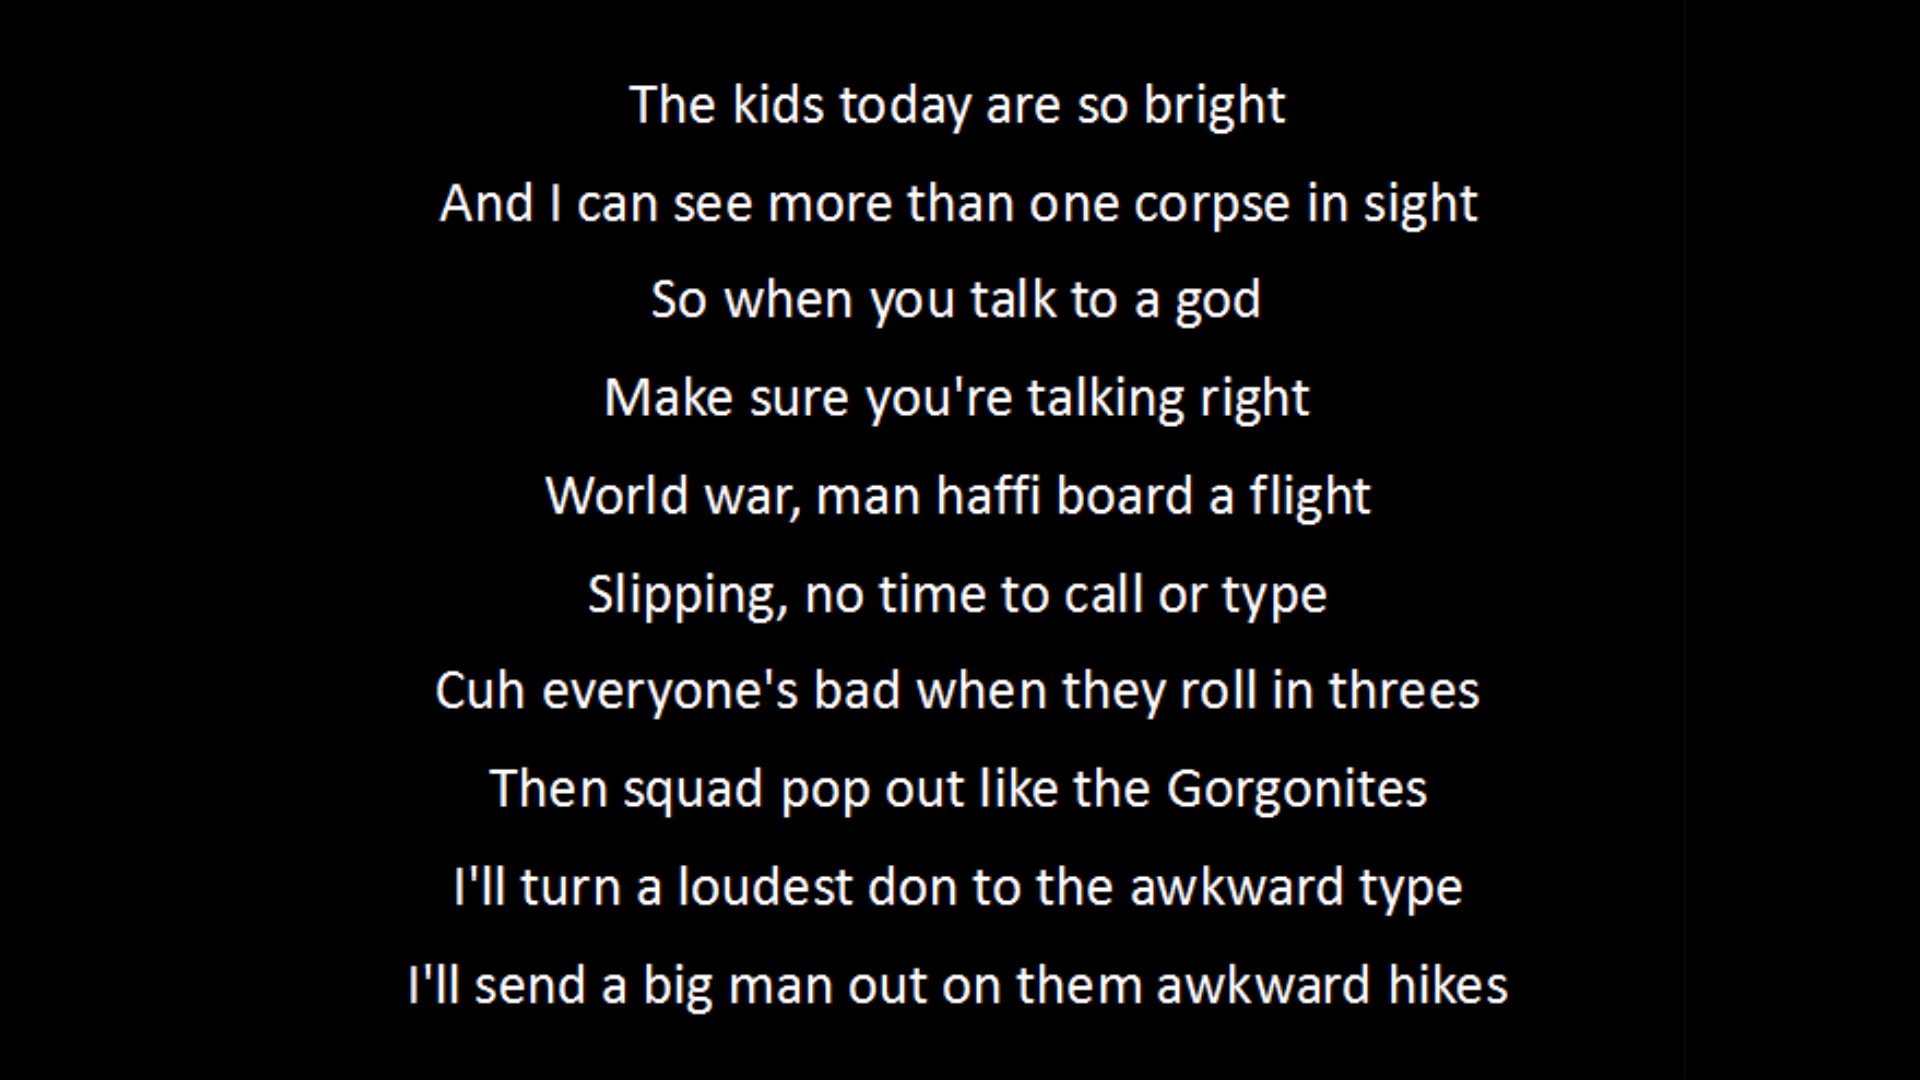 The kids today are so bright
And I can see more than one corpse in sight
So when you talk to a god
Make sure you're talking right
World war, man haffi board a flight
Slipping, no time to call or type
Cuh everyone's bad when they roll in threes
Then squad pop out like the Gorgonites
I'll turn a loudest don to the awkward type
I'll send a big man out on them awkward hikes